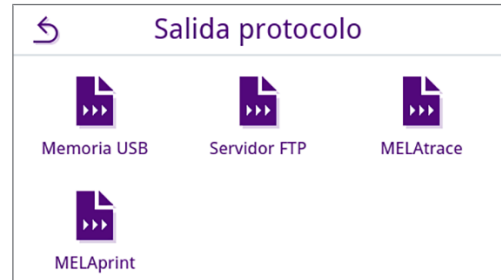 Salida protocolo
Memoria USB
Servidor FTP
MELAtrace
MELAprint